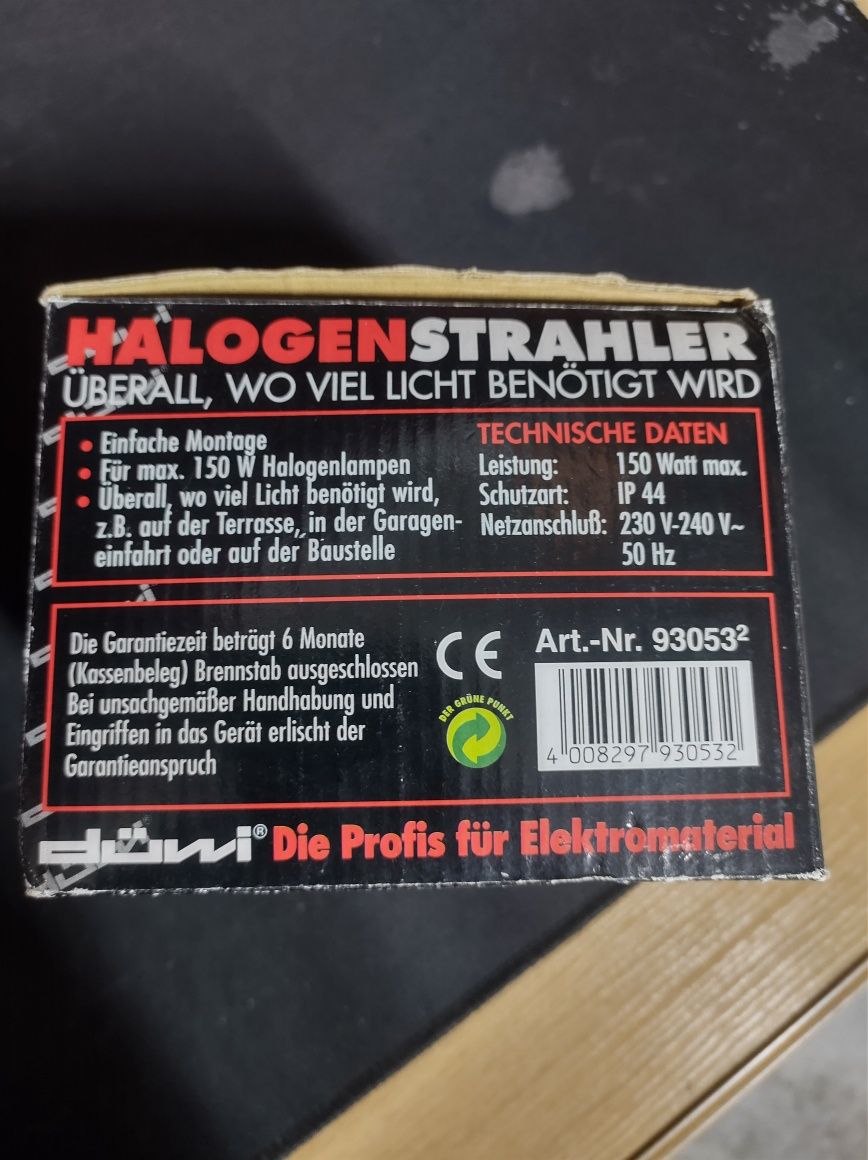 HALOGENSTRAHLER
ÜBERALL, WO VIEL LICHT BENÖTIGT WIRD
• Einfache Montage
• Für max. 150 W Halogenlampen
• Überall, wo viel Licht benötigt wird,
z.B. auf der Terrasse, in der Garagen-
einfahrt oder auf der Baustelle
TECHNISCHE DATEN
Leistung: 150 Watt max.
Schutzart: IP 44
Netzanschluß: 230 V-240 V~
50 Hz
Die Garantiezeit beträgt 6 Monate
(Kassenbeleg) Brennstab ausgeschlossen
Bei unsachgemäßer Handhabung und
Eingriffen in das Gerät erlischt der
Garantieanspruch
CE
DER GRÜNE PUNKT
Art.-Nr. 93053²
4 008297 930532
düwi® Die Profis für Elektromaterial